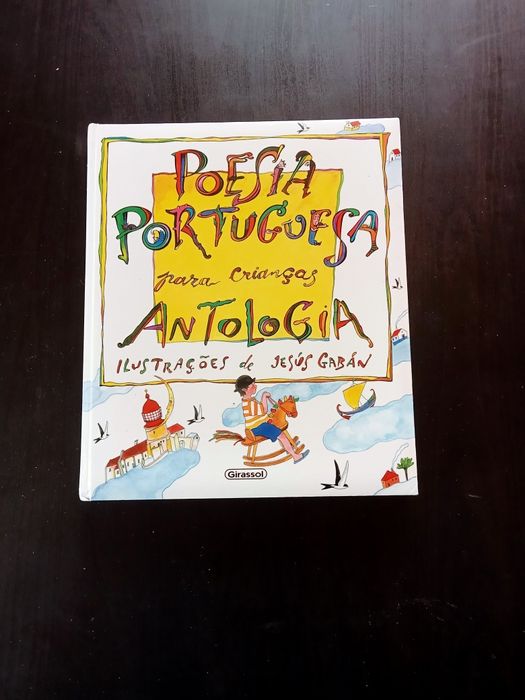 POESIA
PORTUGUESA
para crianças
ANTOLOGIA
ILUSTRAÇÕES de JESÚS GABÁN
Girassol